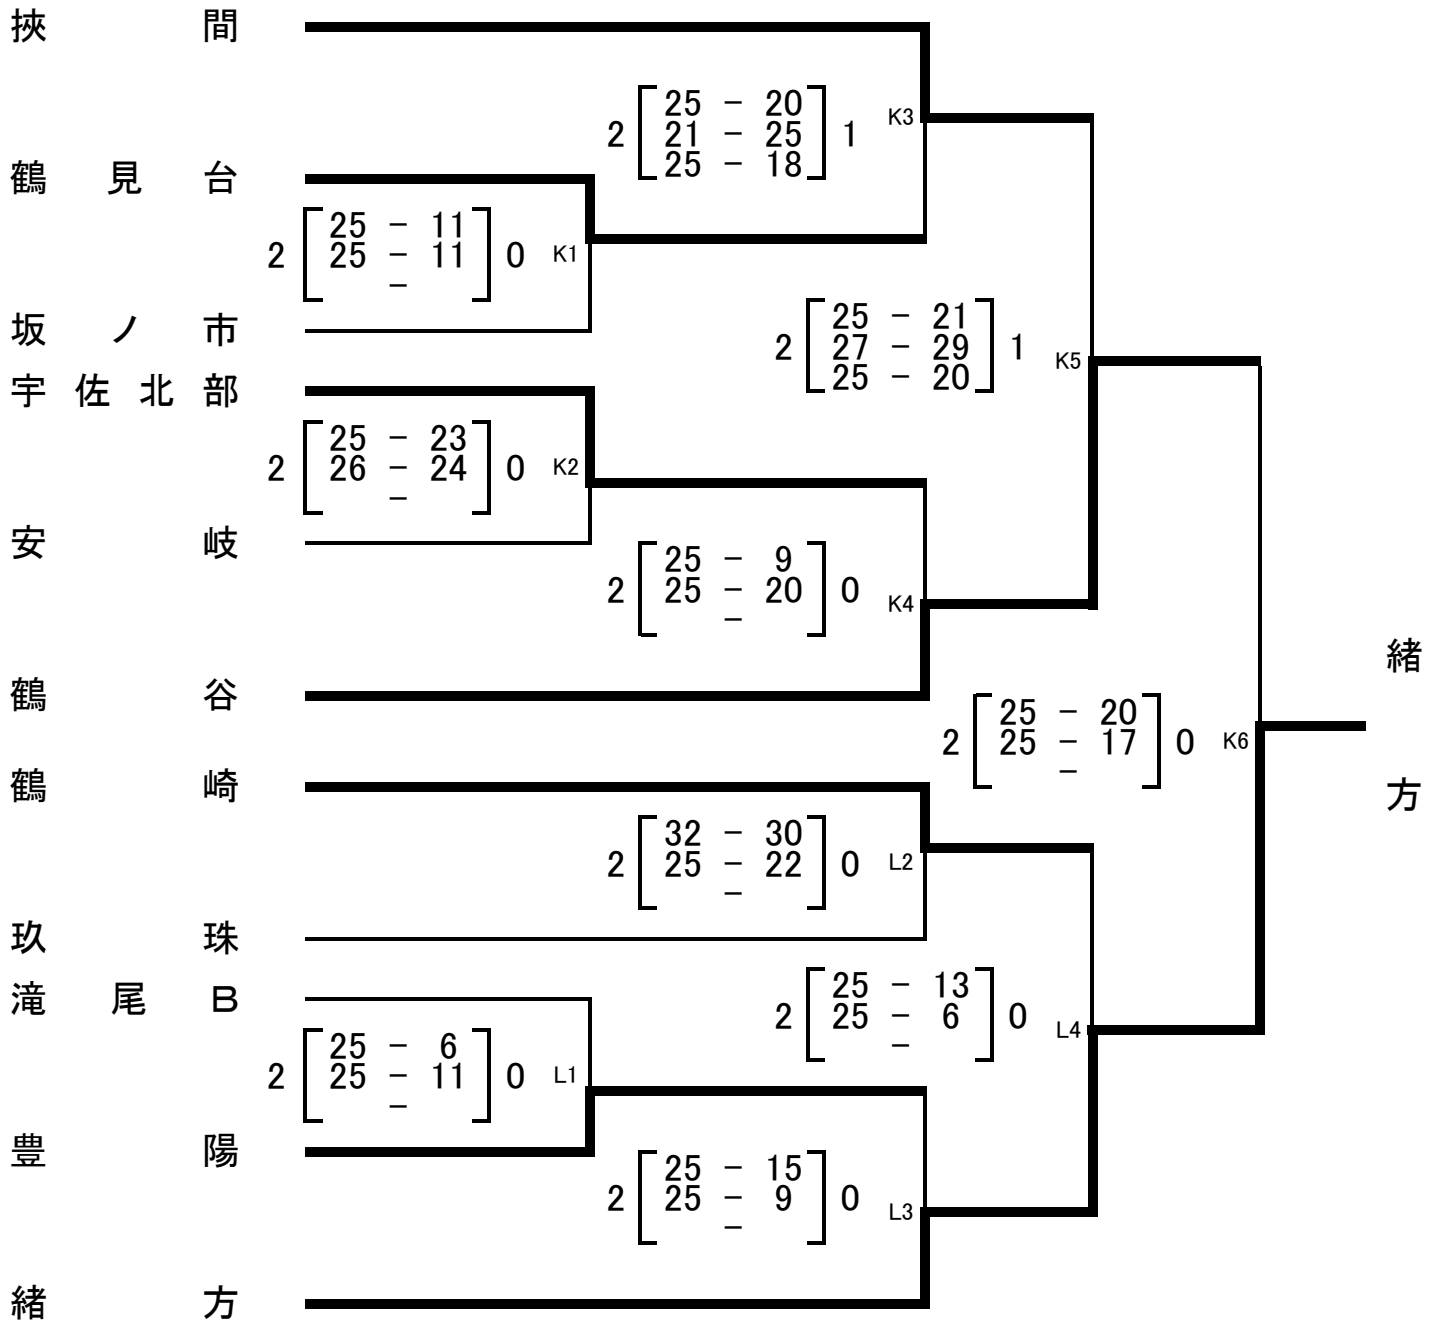 挾間
25 - 20
2 21 - 25 1 K3
25 - 18
鶴見台
25 - 11
2 25 - 11 0 K1
-
坂ノ市
25 - 21
2 27 - 29 1 K5
25 - 20
宇佐北部
25 - 23
2 26 - 24 0 K2
-
安岐
25 - 9
2 25 - 20 0 K4
-
鶴谷
25 - 20
2 25 - 17 0 K6
-
緒方
鶴崎
32 - 30
2 25 - 22 0 L2
-
玖珠
25 - 13
2 25 - 6 0 L4
-
滝尾B
25 - 6
2 25 - 11 0 L1
-
豊陽
25 - 15
2 25 - 9 0 L3
-
緒方